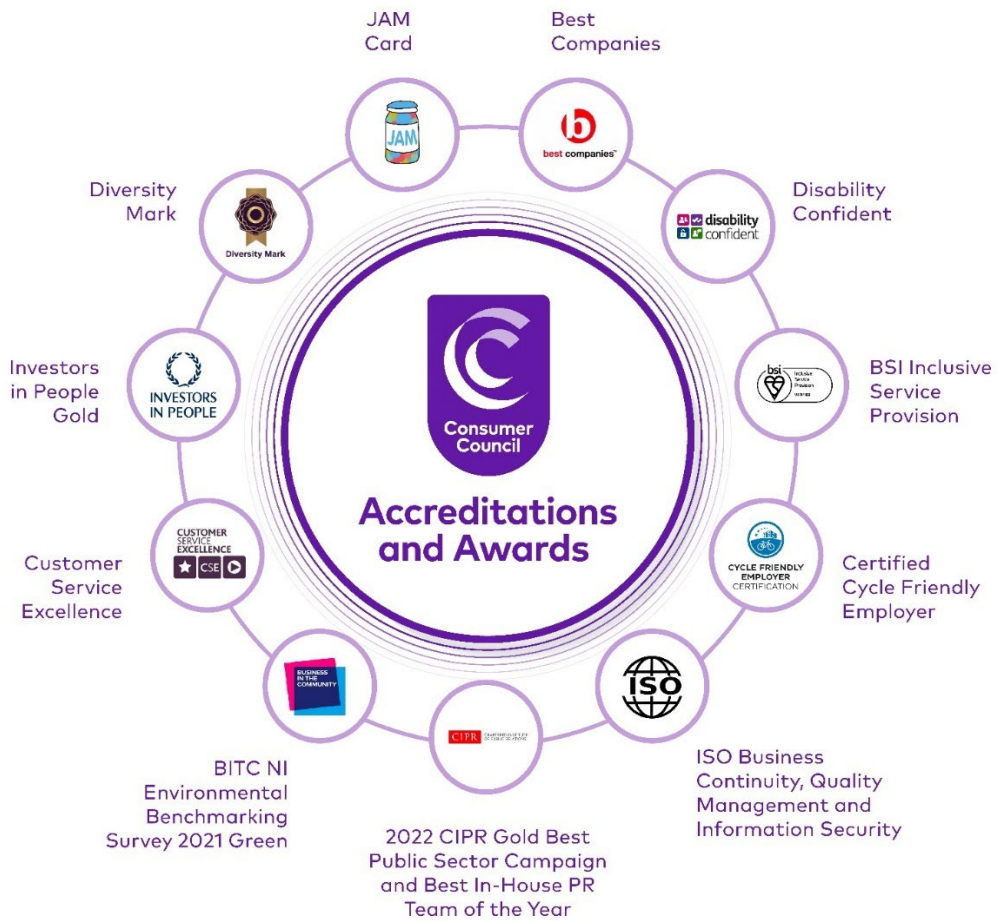 JAM
Card
Best
Companies
JAM
b
best companies™
Diversity
Mark
Diversity Mark
disability
confident
Disability
Confident
Investors
in People
Gold
INVESTORS
IN PEOPLE
bsi
Inclusive
Service
Provision
BSI Inclusive
Service
Provision
Consumer
Council
Accreditations
and Awards
Customer
Service
Excellence
CUSTOMER
SERVICE
EXCELLENCE
CSE
CYCLE FRIENDLY
EMPLOYER
CERTIFICATION
Certified
Cycle Friendly
Employer
BUSINESS
IN THE
COMMUNITY
BITC NI
Environmental
Benchmarking
Survey 2021 Green
CIPR
2022 CIPR Gold Best
Public Sector Campaign
and Best In-House PR
Team of the Year
ISO
ISO Business
Continuity, Quality
Management and
Information Security